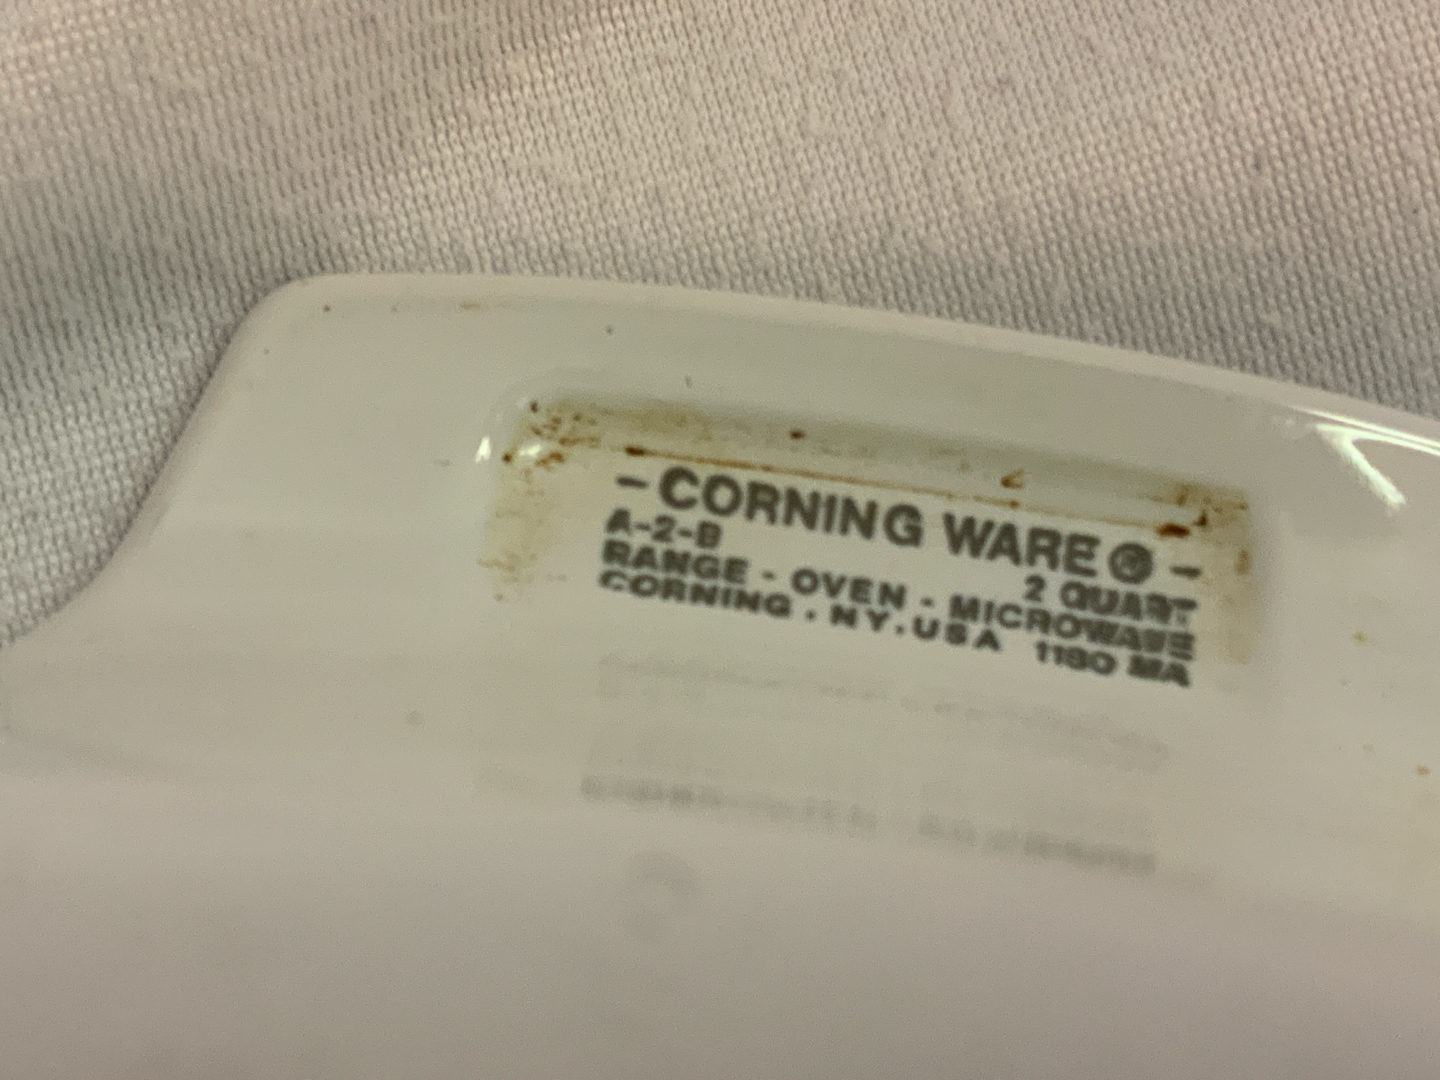 - CORNING WARE ® -
A-2-B 2 QUART
RANGE - OVEN - MICROWAVE
CORNING . NY. USA 1180 MA